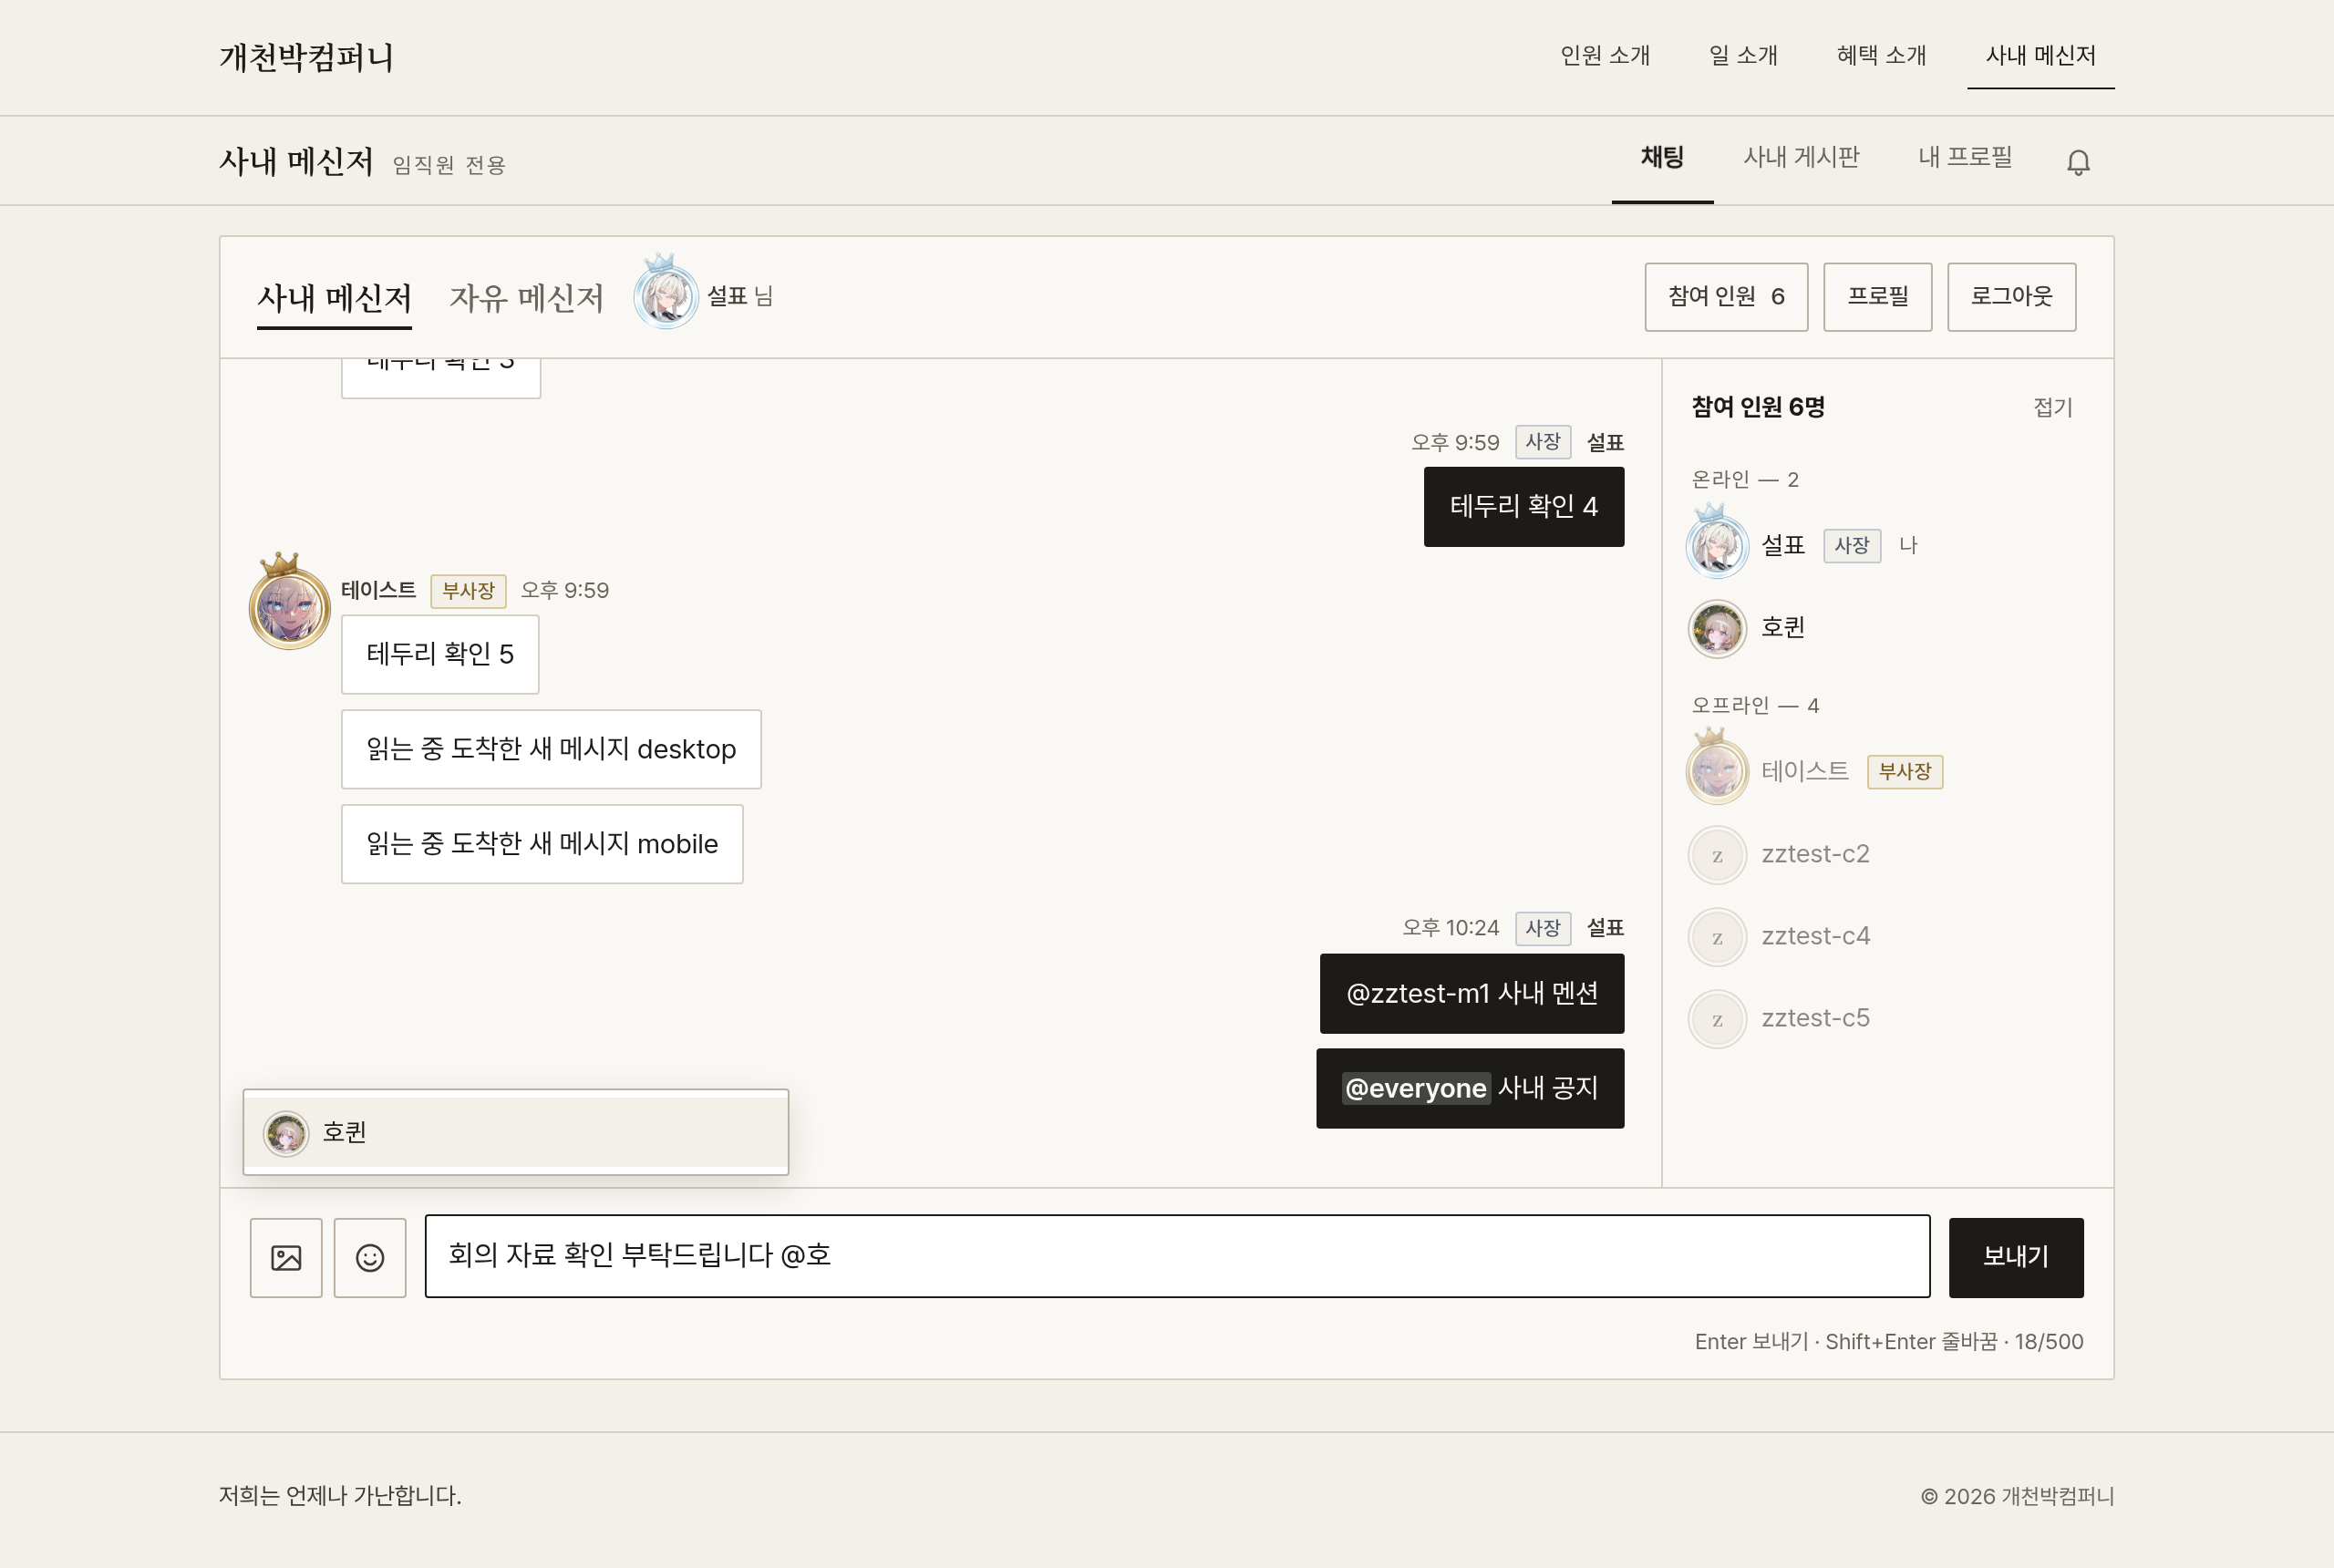 개천박컴퍼니
인원 소개 일 소개 혜택 소개 사내 메신저
사내 메신저 임직원 전용
채팅 사내 게시판 내 프로필
사내 메신저 자유 메신저 설표 님
참여 인원 6 프로필 로그아웃
테두리 확인 3
오후 9:59 사장 설표
테두리 확인 4
테이스트 부사장 오후 9:59
테두리 확인 5
읽는 중 도착한 새 메시지 desktop
읽는 중 도착한 새 메시지 mobile
오후 10:24 사장 설표
@zztest-m1 사내 멘션
@everyone 사내 공지
참여 인원 6명 접기
온라인 — 2
설표 사장 나
호퀸
오프라인 — 4
테이스트 부사장
z zztest-c2
z zztest-c4
z zztest-c5
호퀸
회의 자료 확인 부탁드립니다 @호
보내기
Enter 보내기 · Shift+Enter 줄바꿈 · 18/500
저희는 언제나 가난합니다.
© 2026 개천박컴퍼니